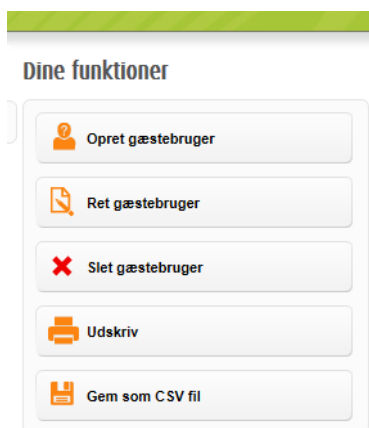 Dine funktioner
Opret gæstebruger
Ret gæstebruger
Slet gæstebruger
Udskriv
Gem som CSV fil